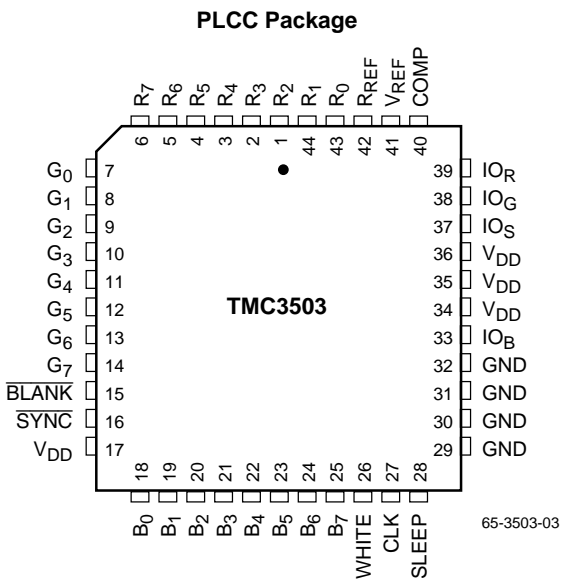 PLCC Package
R7 R6 R5 R4 R3 R2 R1 R0 RREF VREF COMP
6 5 4 3 2 1 44 43 42 41 40
G0 7 39 IOR
G1 8 38 IOG
G2 9 37 IOS
G3 10 36 VDD
G4 11 35 VDD
G5 12 TMC3503 34 VDD
G6 13 33 IOB
G7 14 32 GND
BLANK 15 31 GND
SYNC 16 30 GND
VDD 17 29 GND
18 19 20 21 22 23 24 25 26 27 28
B0 B1 B2 B3 B4 B5 B6 B7 WHITE CLK SLEEP
65-3503-03